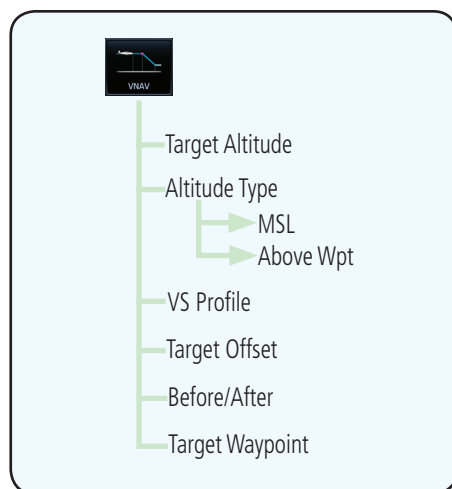 VNAV
Target Altitude
Altitude Type
MSL
Above Wpt
VS Profile
Target Offset
Before/After
Target Waypoint